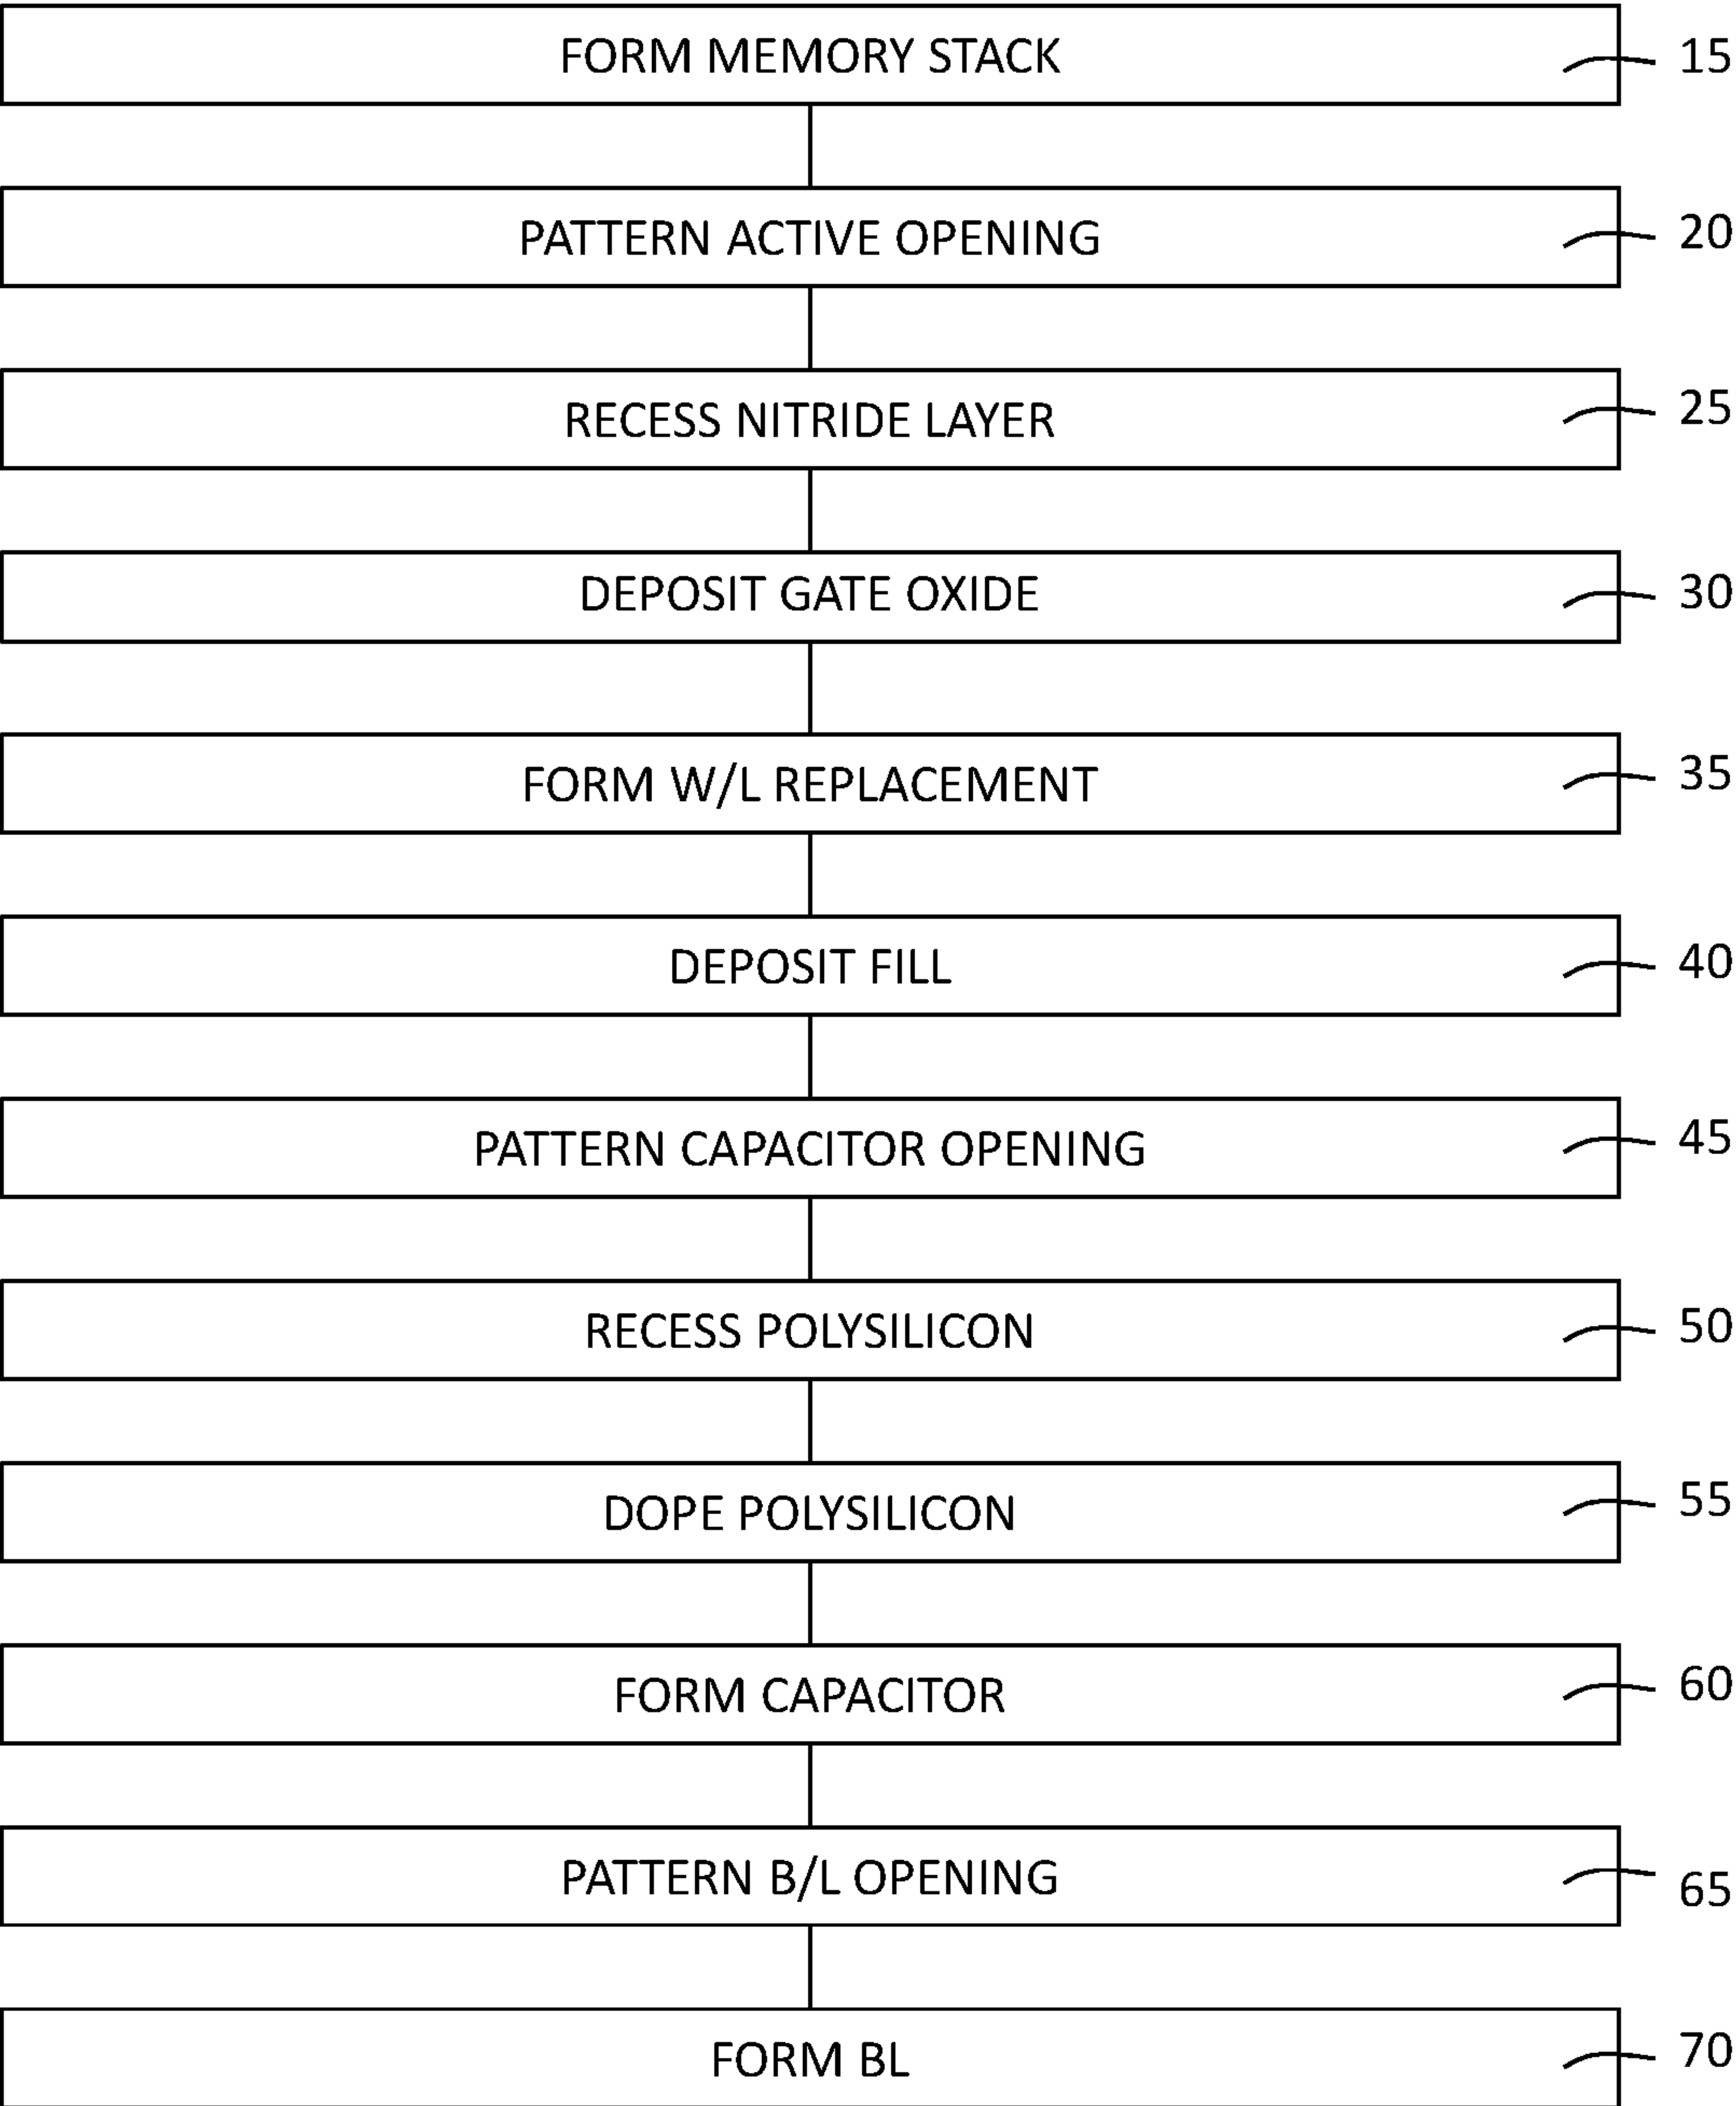 FORM MEMORY STACK 15
PATTERN ACTIVE OPENING 20
RECESS NITRIDE LAYER 25
DEPOSIT GATE OXIDE 30
FORM W/L REPLACEMENT 35
DEPOSIT FILL 40
PATTERN CAPACITOR OPENING 45
RECESS POLYSILICON 50
DOPE POLYSILICON 55
FORM CAPACITOR 60
PATTERN B/L OPENING 65
FORM BL 70